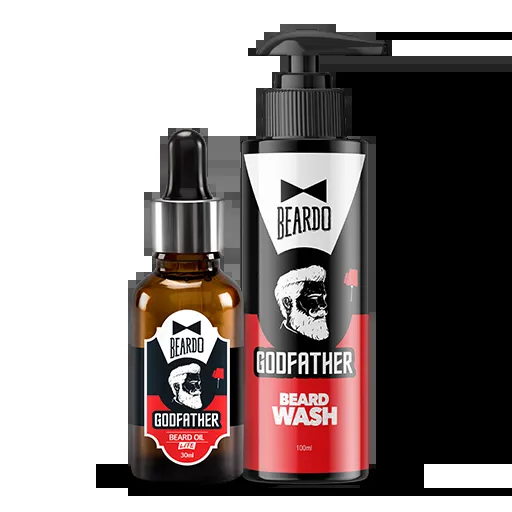 BEARDO
GODFATHER
BEARD OIL
LITE
30ml
BEARDO
GODFATHER
BEARD
WASH
100ml